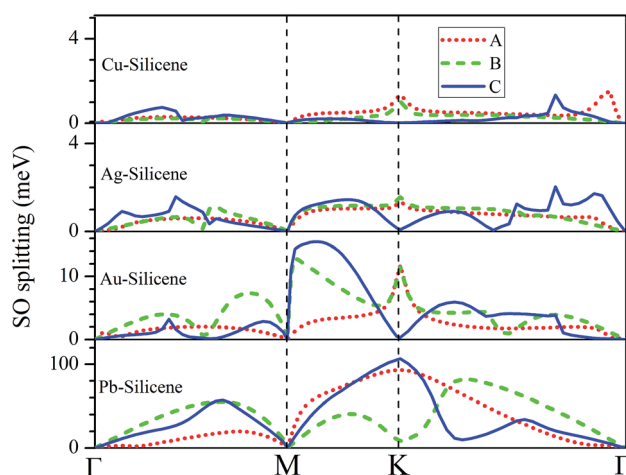 SO splitting (meV)
4
0
Cu-Silicene
A
B
C
4
0
Ag-Silicene
10
0
Au-Silicene
100
0
Pb-Silicene
Γ M K Γ